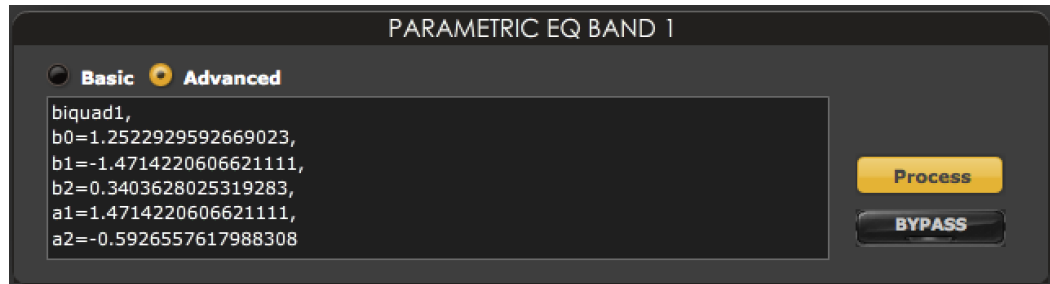 PARAMETRIC EQ BAND 1
Basic Advanced
biquad1,
b0=1.2522929592669023,
b1=-1.4714220606621111,
b2=0.3403628025319283,
a1=1.4714220606621111,
a2=-0.5926557617988308
Process
BYPASS